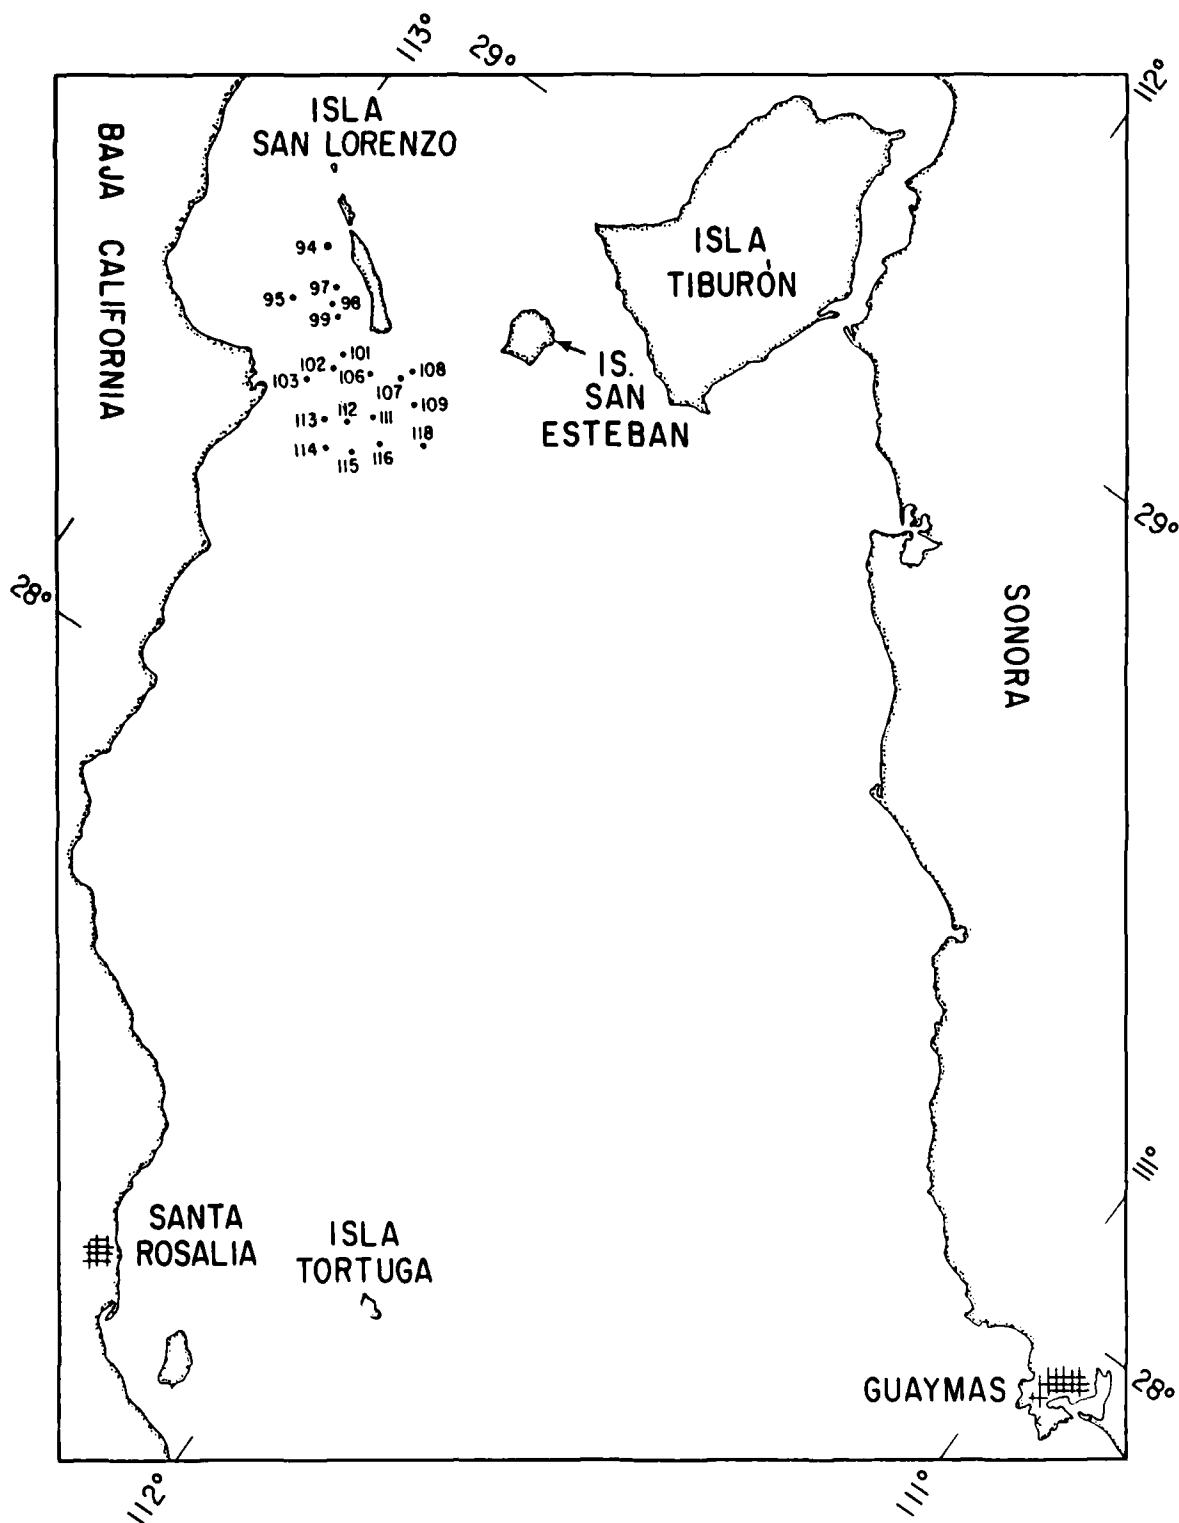 113°
29°
112°
ISLA
SAN LORENZO
BAJA CALIFORNIA
ISLA
TIBURÓN
94
97
95
98
99
IS.
SAN
ESTEBAN
101
102
103
106
108
107
109
112
113
111
118
114
115
116
29°
28°
SONORA
111°
SANTA
ROSALIA
ISLA
TORTUGA
GUAYMAS
28°
112°
111°